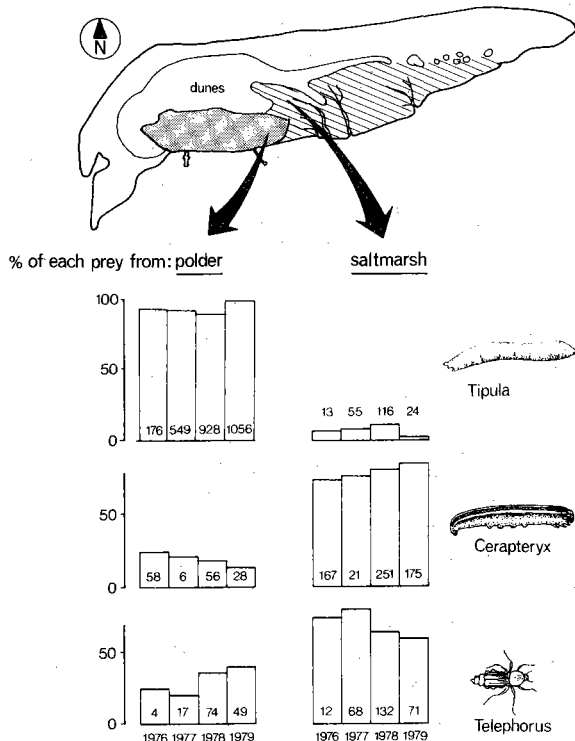 N
dunes
% of each prey from: polder
saltmarsh
100
50
0
176 549 928 1056
13 55 116 24
Tipula
50
0
58 6 56 28
167 21 251 175
Cerapteryx
50
0
4 17 74 49
12 68 132 71
Telephorus
1976 1977 1978 1979
1976 1977 1978 1979